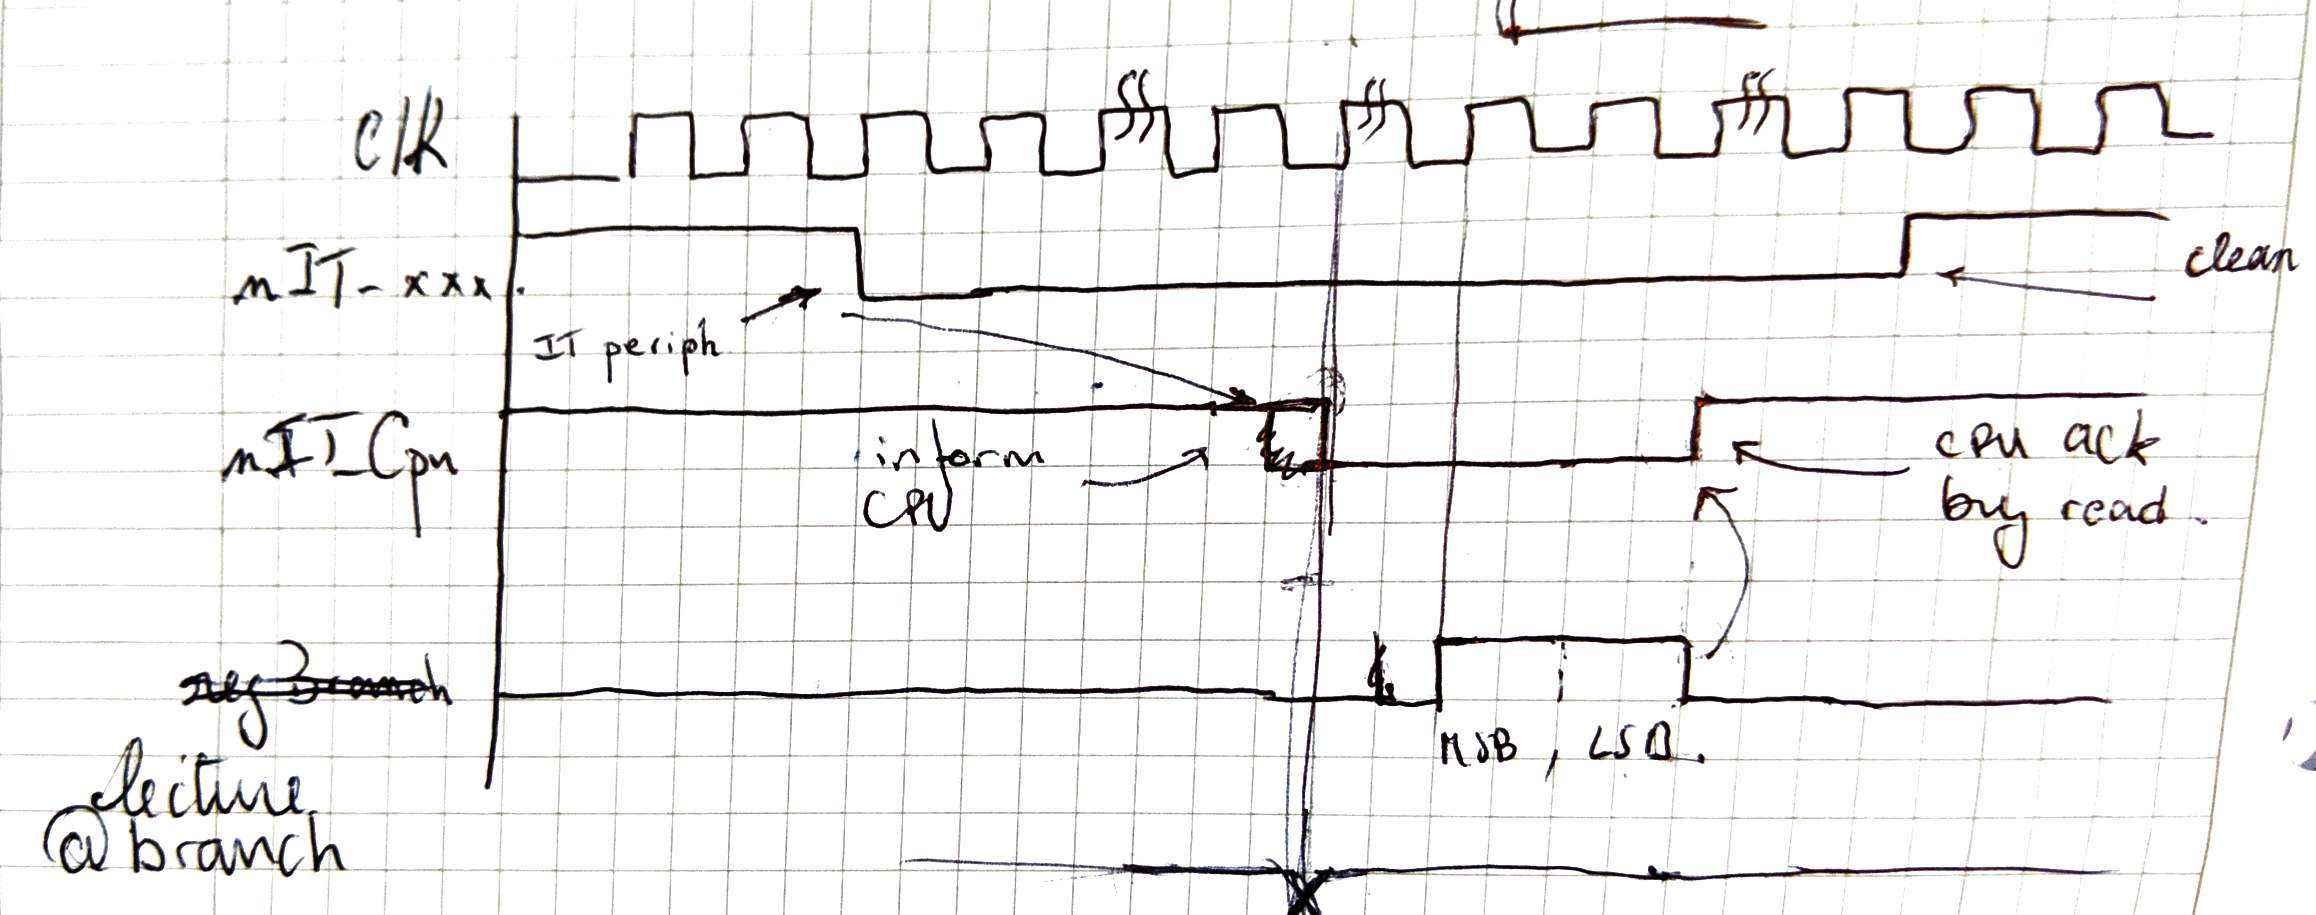 clk
nIT-xxx
clean
IT periph
nIT_Cpu
inform
CPU
cpu ack
by read.
reg Branch
MSB, LSB.
lecture
@branch